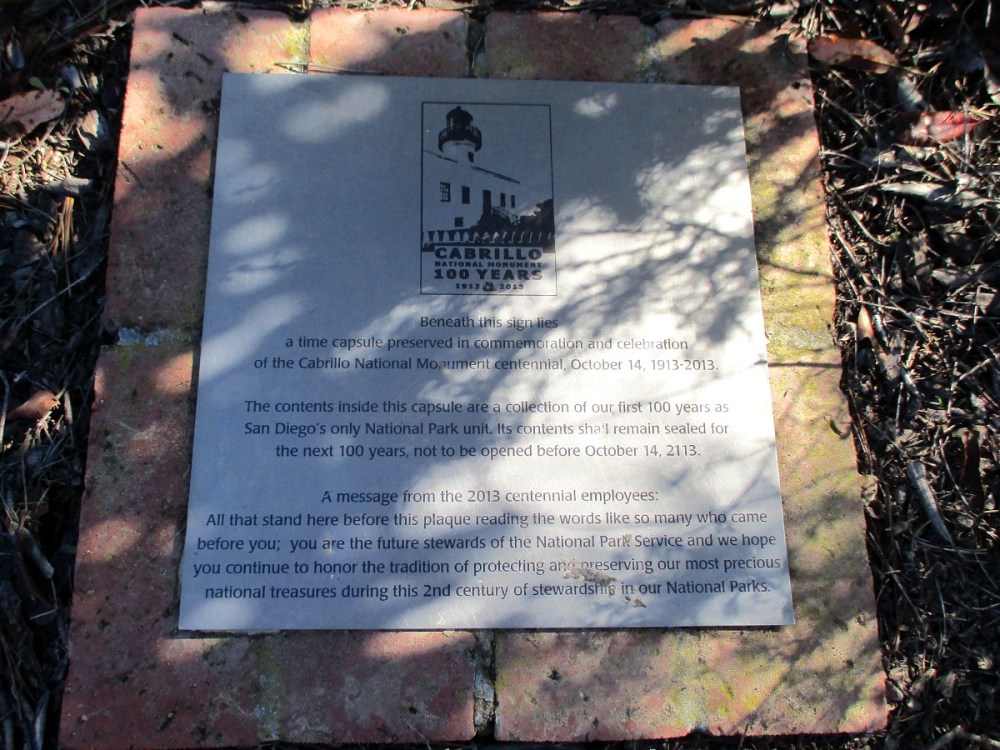 CABRILLO
NATIONAL MONUMENT
100 YEARS
1913 2013
Beneath this sign lies
a time capsule preserved in commemoration and celebration
of the Cabrillo National Monument centennial, October 14, 1913-2013.
The contents inside this capsule are a collection of our first 100 years as
San Diego's only National Park unit. Its contents shall remain sealed for
the next 100 years, not to be opened before October 14, 2113.
A message from the 2013 centennial employees:
All that stand here before this plaque reading the words like so many who came
before you; you are the future stewards of the National Park Service and we hope
you continue to honor the tradition of protecting and preserving our most precious
national treasures during this 2nd century of stewardship in our National Parks.